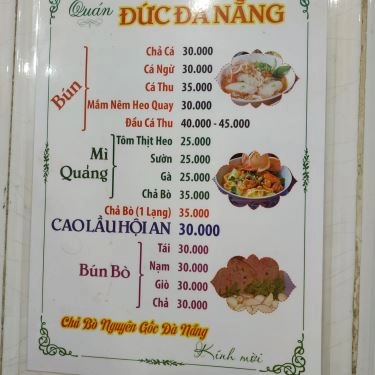 Quán ĐỨC ĐÀ NẴNG
Bún
Chả Cá 30.000
Cá Ngừ 30.000
Cá Thu 35.000
Mắm Nêm Heo Quay 30.000
Đầu Cá Thu 40.000 - 45.000
Mì Quảng
Tôm Thịt Heo 25.000
Sườn 25.000
Gà 25.000
Chả Bò 35.000
Chả Bò (1 Lạng) 35.000
CAO LẦU HỘI AN 30.000
Bún Bò
Tái 30.000
Nạm 30.000
Giò 30.000
Chả 30.000
Chả Bò Nguyên Gốc Đà Nẵng
Kính mời